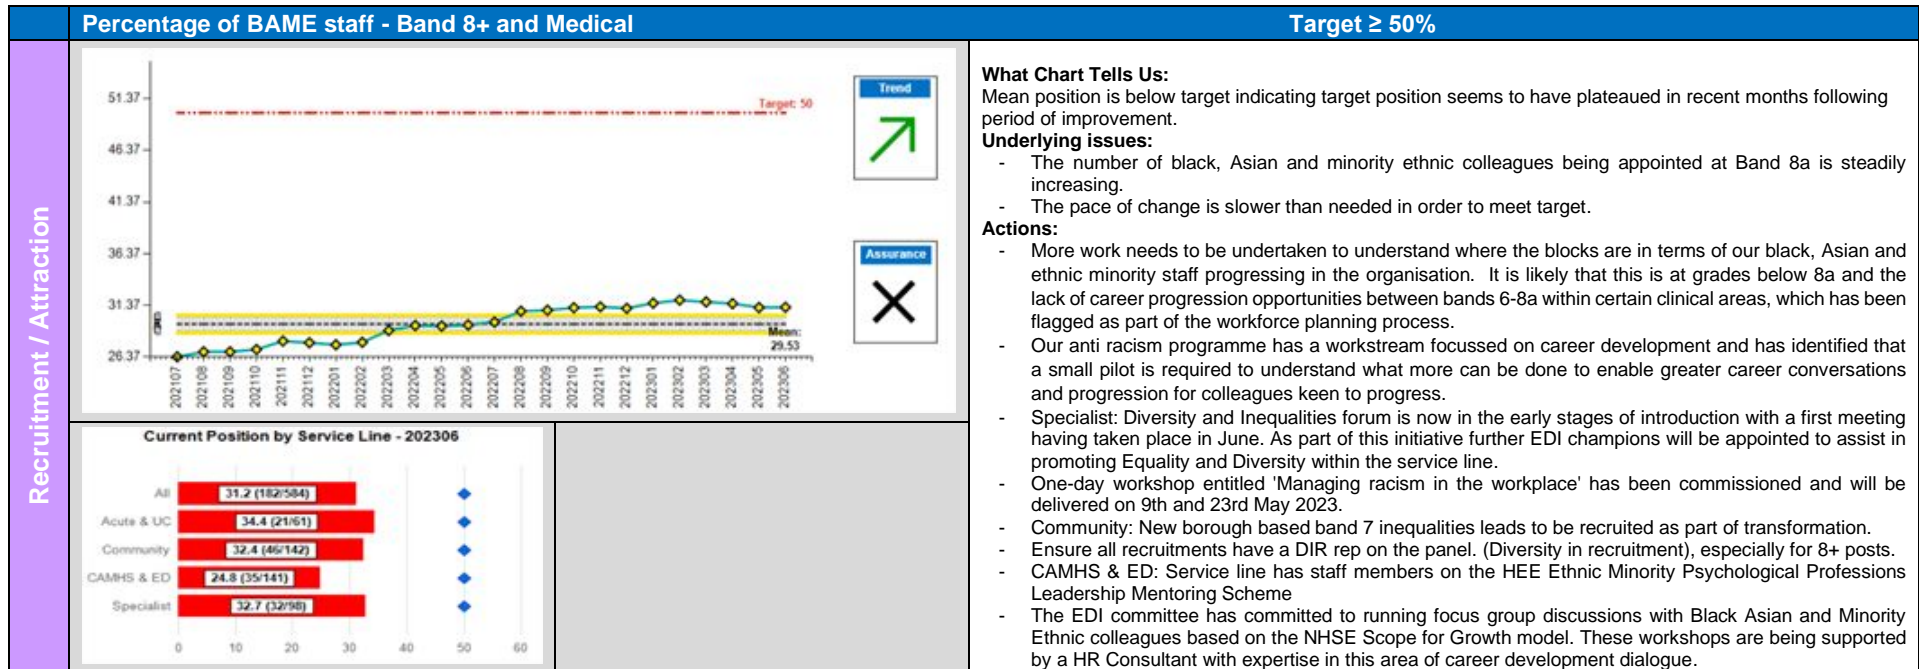 Percentage of BAME staff - Band 8+ and Medical
Target ≥ 50%
Recruitment / Attraction
51.37
46.37
41.37
36.37
31.37
26.37
Target: 50
Mean:
29.53
202107
202108
202109
202110
202111
202112
202201
202202
202203
202204
202205
202206
202207
202208
202209
202210
202211
202212
202301
202302
202303
202304
202305
202306
Trend
Assurance
Current Position by Service Line - 202306
All
31.2 (182/584)
Acute & UC
34.4 (21/61)
Community
32.4 (46/142)
CAMHS & ED
24.8 (35/141)
Specialist
32.7 (32/98)
0 10 20 30 40 50 60
What Chart Tells Us:
Mean position is below target indicating target position seems to have plateaued in recent months following
period of improvement.
Underlying issues:
- The number of black, Asian and minority ethnic colleagues being appointed at Band 8a is steadily
increasing.
- The pace of change is slower than needed in order to meet target.
Actions:
- More work needs to be undertaken to understand where the blocks are in terms of our black, Asian and
ethnic minority staff progressing in the organisation. It is likely that this is at grades below 8a and the
lack of career progression opportunities between bands 6-8a within certain clinical areas, which has been
flagged as part of the workforce planning process.
- Our anti racism programme has a workstream focussed on career development and has identified that
a small pilot is required to understand what more can be done to enable greater career conversations
and progression for colleagues keen to progress.
- Specialist: Diversity and Inequalities forum is now in the early stages of introduction with a first meeting
having taken place in June. As part of this initiative further EDI champions will be appointed to assist in
promoting Equality and Diversity within the service line.
- One-day workshop entitled 'Managing racism in the workplace' has been commissioned and will be
delivered on 9th and 23rd May 2023.
- Community: New borough based band 7 inequalities leads to be recruited as part of transformation.
- Ensure all recruitments have a DIR rep on the panel. (Diversity in recruitment), especially for 8+ posts.
- CAMHS & ED: Service line has staff members on the HEE Ethnic Minority Psychological Professions
Leadership Mentoring Scheme
- The EDI committee has committed to running focus group discussions with Black Asian and Minority
Ethnic colleagues based on the NHSE Scope for Growth model. These workshops are being supported
by a HR Consultant with expertise in this area of career development dialogue.